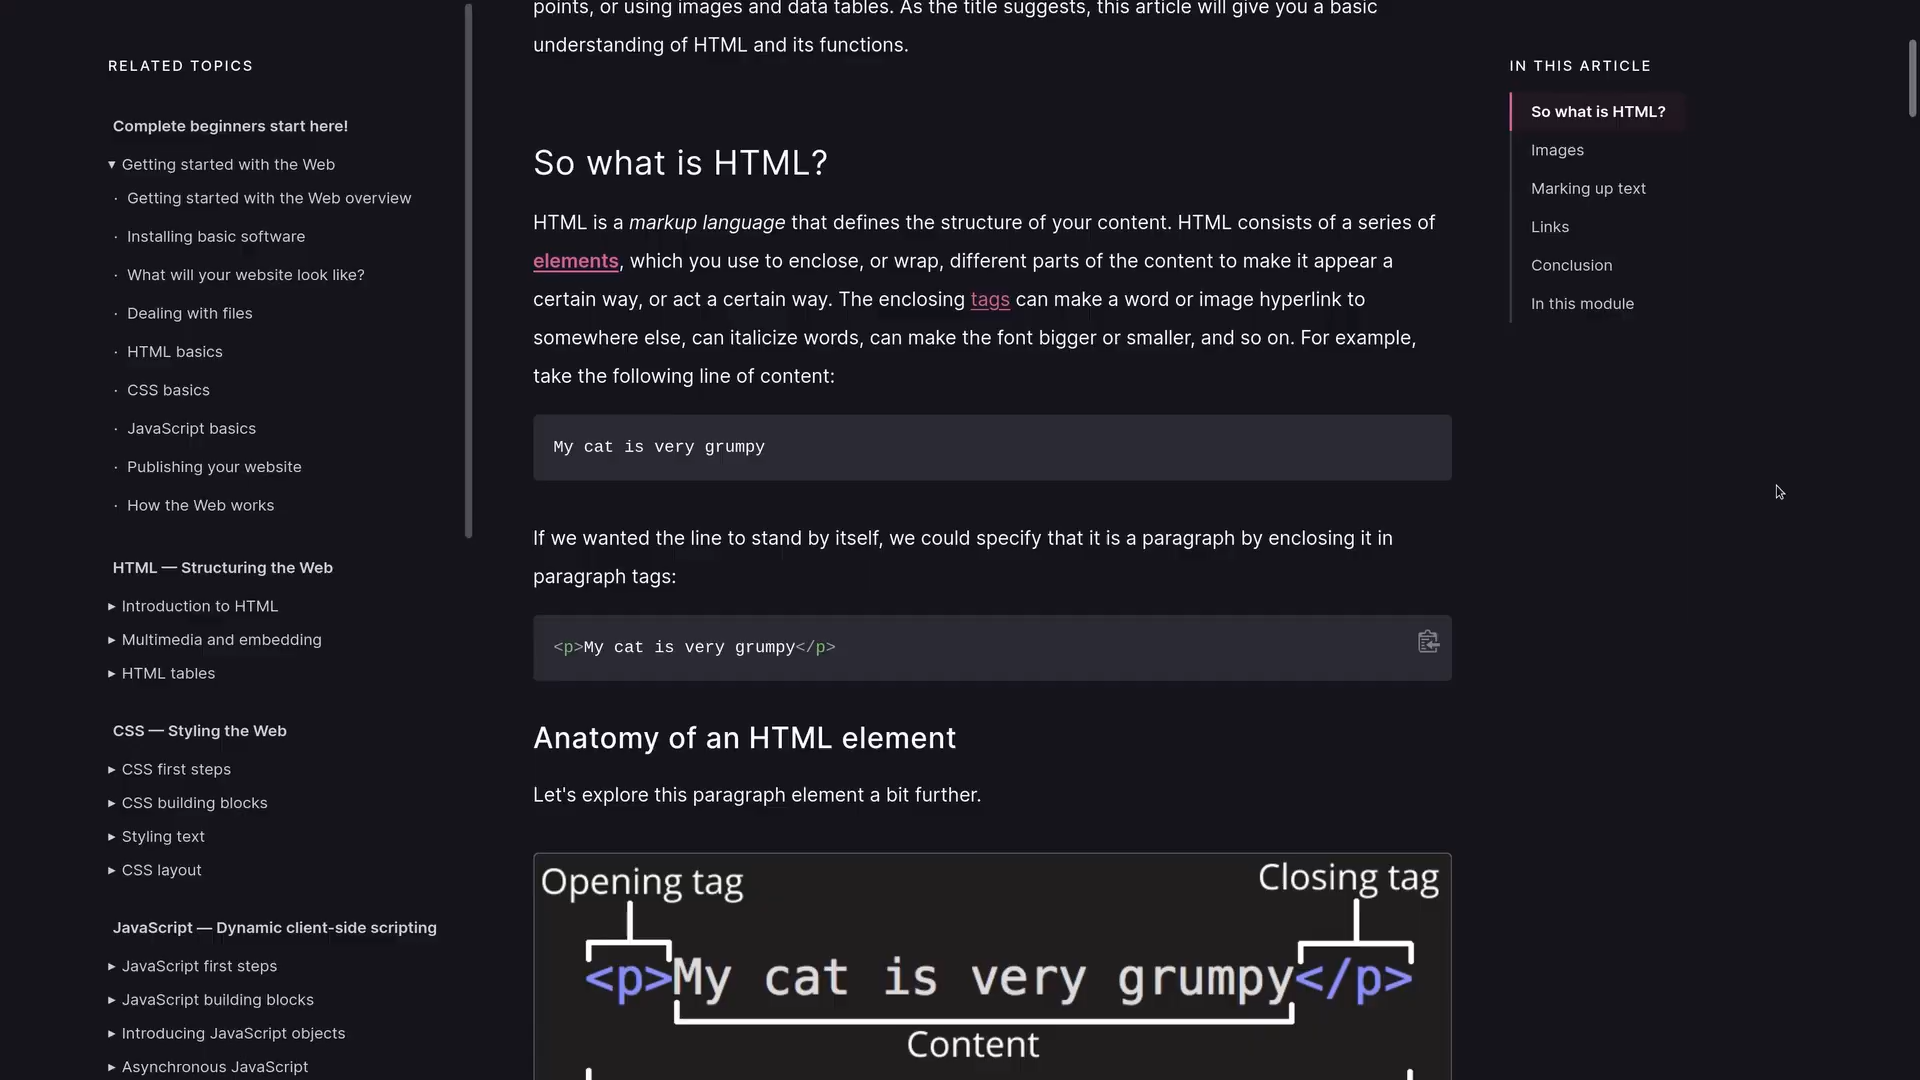 RELATED TOPICS
Complete beginners start here!
▾ Getting started with the Web
· Getting started with the Web overview
· Installing basic software
· What will your website look like?
· Dealing with files
· HTML basics
· CSS basics
· JavaScript basics
· Publishing your website
· How the Web works
HTML — Structuring the Web
▸ Introduction to HTML
▸ Multimedia and embedding
▸ HTML tables
CSS — Styling the Web
▸ CSS first steps
▸ CSS building blocks
▸ Styling text
▸ CSS layout
JavaScript — Dynamic client-side scripting
▸ JavaScript first steps
▸ JavaScript building blocks
▸ Introducing JavaScript objects
▸ Asynchronous JavaScript
points, or using images and data tables. As the title suggests, this article will give you a basic
understanding of HTML and its functions.
So what is HTML?
HTML is a markup language that defines the structure of your content. HTML consists of a series of
elements, which you use to enclose, or wrap, different parts of the content to make it appear a
certain way, or act a certain way. The enclosing tags can make a word or image hyperlink to
somewhere else, can italicize words, can make the font bigger or smaller, and so on. For example,
take the following line of content:
My cat is very grumpy
If we wanted the line to stand by itself, we could specify that it is a paragraph by enclosing it in
paragraph tags:
<p>My cat is very grumpy</p>
Anatomy of an HTML element
Let's explore this paragraph element a bit further.
Opening tag
Closing tag
<p>My cat is very grumpy</p>
Content
IN THIS ARTICLE
So what is HTML?
Images
Marking up text
Links
Conclusion
In this module